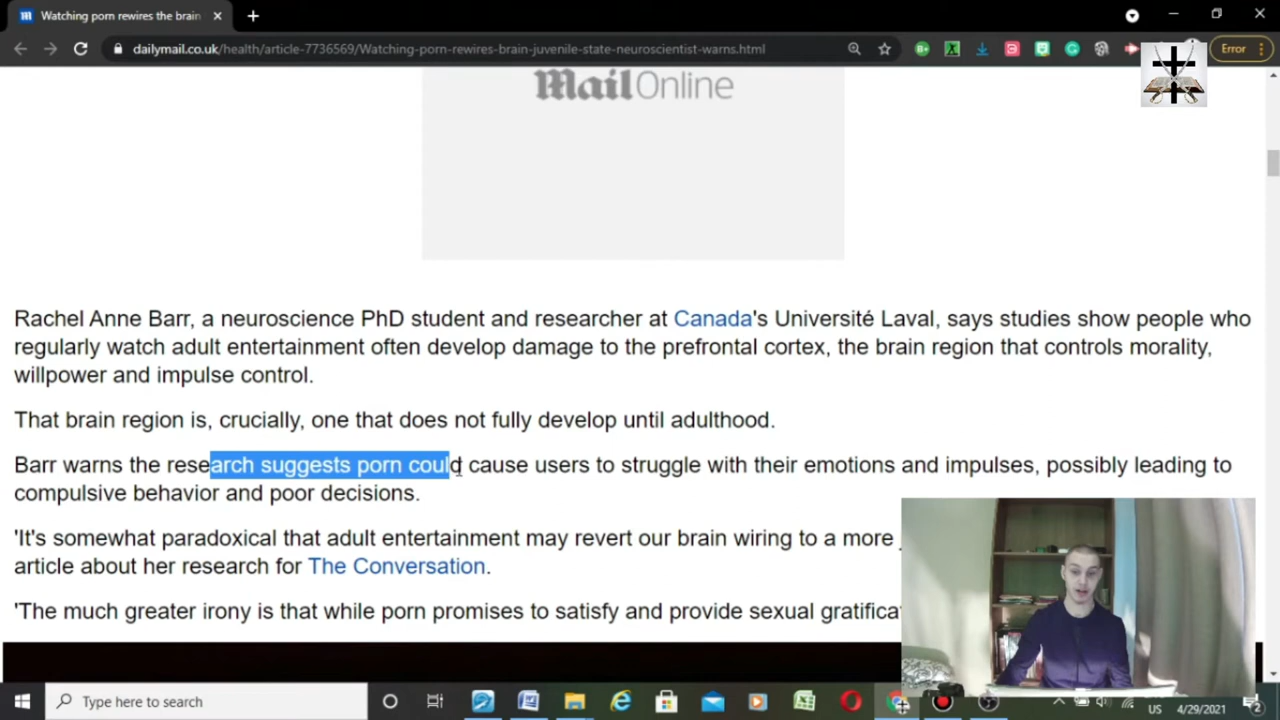 Watching porn rewires the brain
dailymail.co.uk/health/article-7736569/Watching-porn-rewires-brain-juvenile-state-neuroscientist-warns.html
Error
Mail Online
Rachel Anne Barr, a neuroscience PhD student and researcher at Canada's Université Laval, says studies show people who
regularly watch adult entertainment often develop damage to the prefrontal cortex, the brain region that controls morality,
willpower and impulse control.
That brain region is, crucially, one that does not fully develop until adulthood.
Barr warns the research suggests porn could cause users to struggle with their emotions and impulses, possibly leading to
compulsive behavior and poor decisions.
'It's somewhat paradoxical that adult entertainment may revert our brain wiring to a more
article about her research for The Conversation.
'The much greater irony is that while porn promises to satisfy and provide sexual gratificat
Type here to search
US
4/29/2021
2